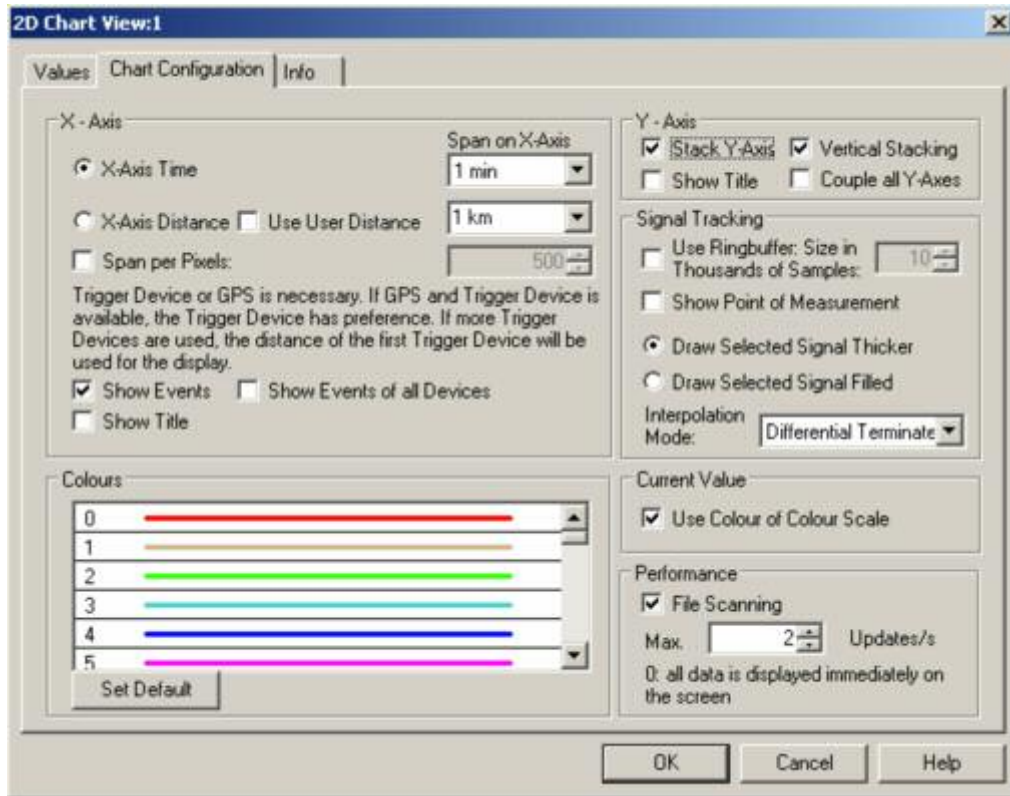 2D Chart View:1
Values Chart Configuration Info
X - Axis
Span on X-Axis
X-Axis Time 1 min
X-Axis Distance Use User Distance 1 km
Span per Pixels: 500
Trigger Device or GPS is necessary. If GPS and Trigger Device is
available, the Trigger Device has preference. If more Trigger
Devices are used, the distance of the first Trigger Device will be
used for the display.
Show Events Show Events of all Devices
Show Title
Y - Axis
Stack Y-Axis Vertical Stacking
Show Title Couple all Y-Axes
Signal Tracking
Use Ringbuffer: Size in
Thousands of Samples: 10
Show Point of Measurement
Draw Selected Signal Thicker
Draw Selected Signal Filled
Interpolation
Mode: Differential Terminate
Colours
0
1
2
3
4
5
Set Default
Current Value
Use Colour of Colour Scale
Performance
File Scanning
Max. 2 Updates/s
0: all data is displayed immediately on
the screen
OK Cancel Help